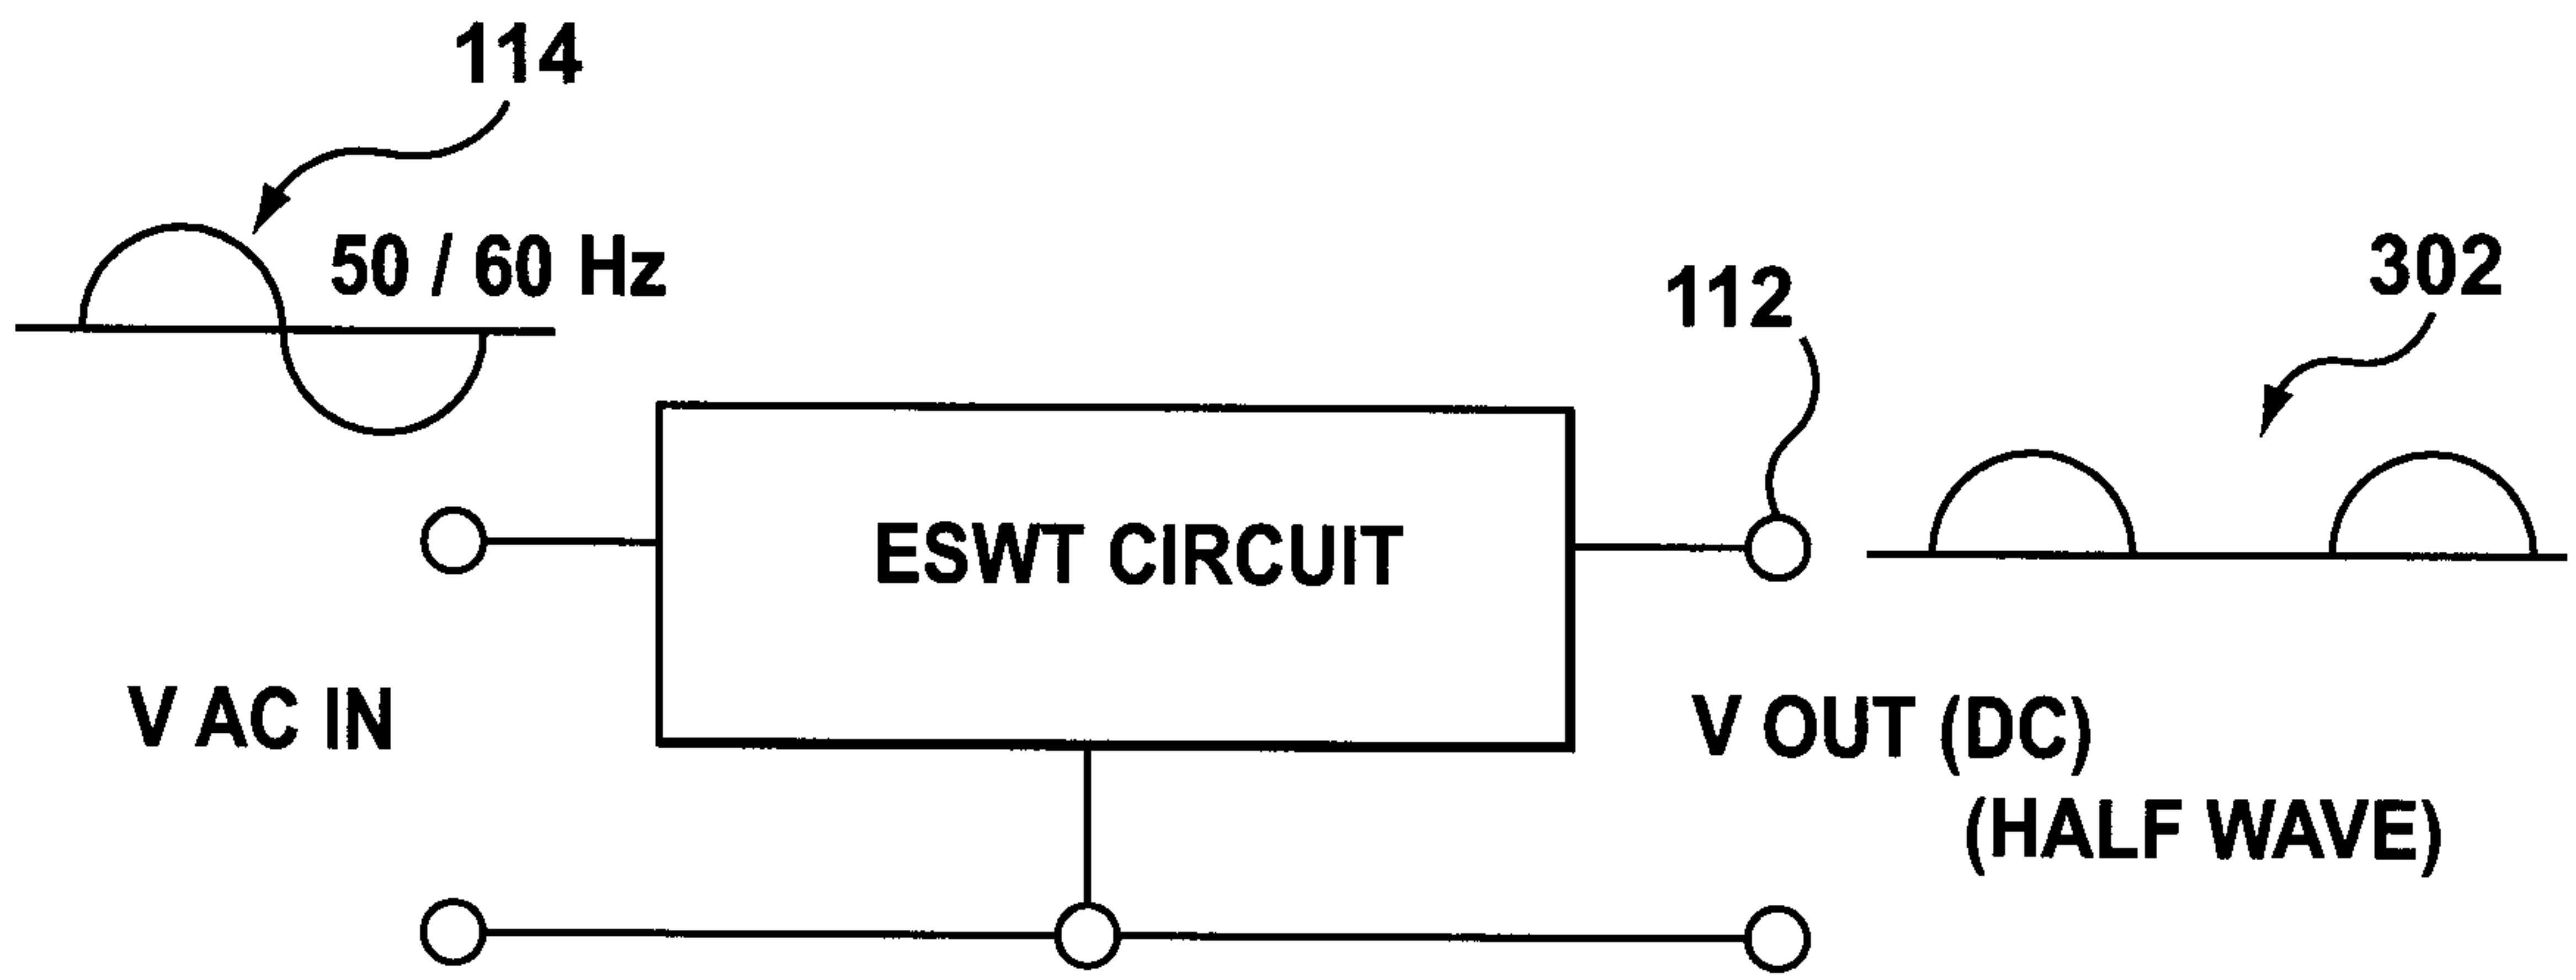 114
50 / 60 Hz
112
302
ESWT CIRCUIT
V AC IN
V OUT (DC)
(HALF WAVE)